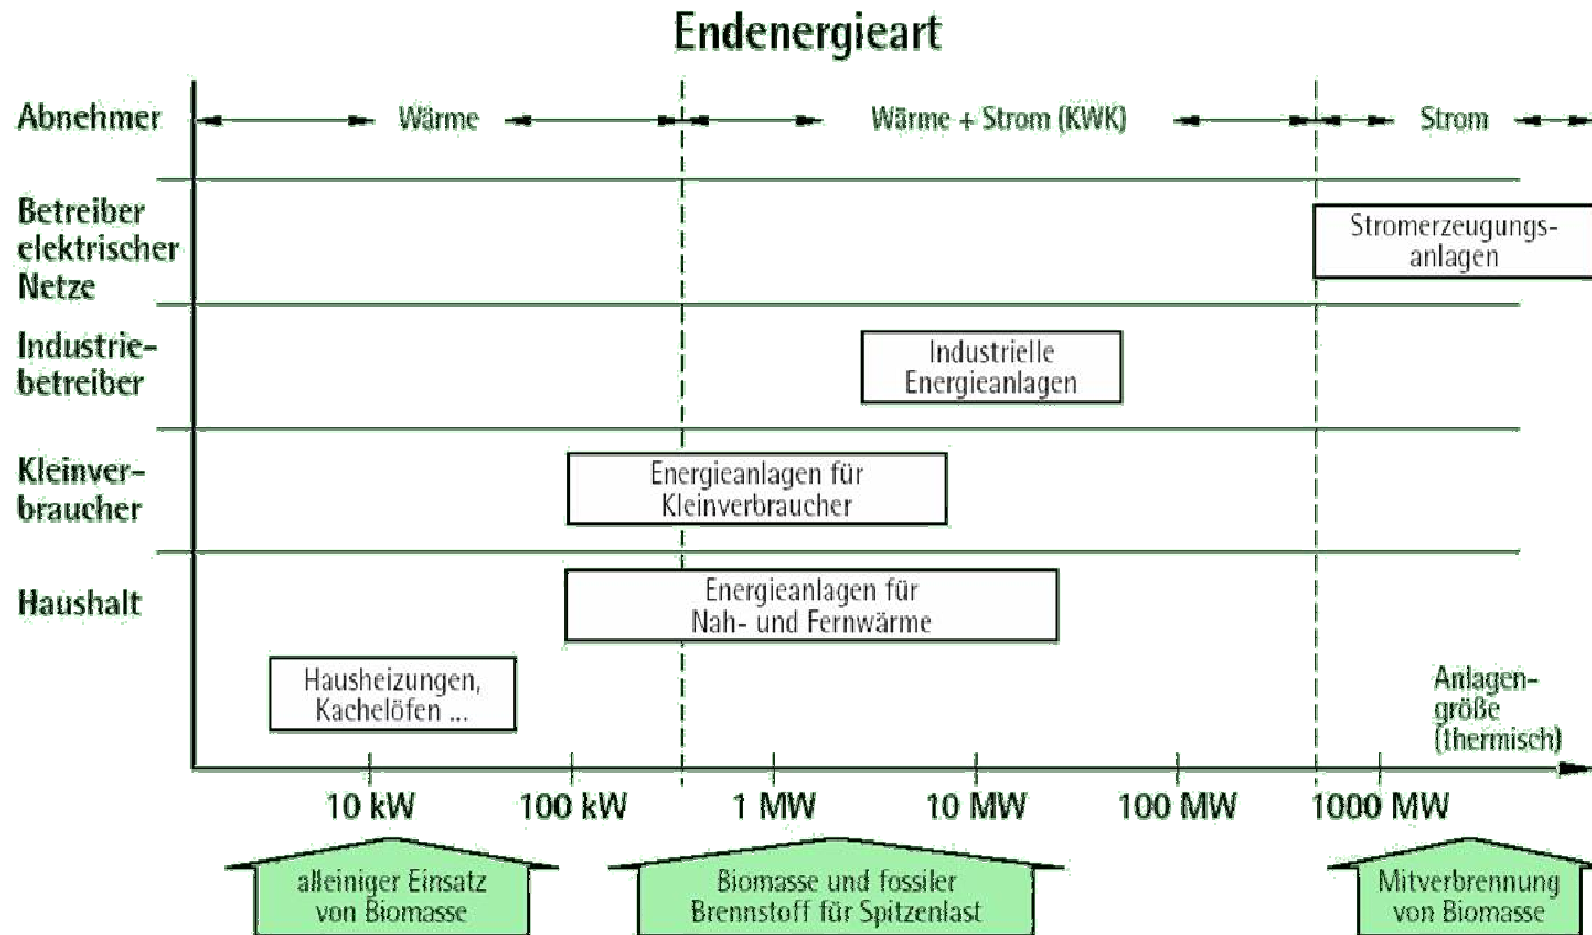 Endenergieart
Abnehmer
Wärme
Wärme + Strom (KWK)
Strom
Betreiber
elektrischer
Netze
Stromerzeugungs-
anlagen
Industrie-
betreiber
Industrielle
Energieanlagen
Kleinver-
braucher
Energieanlagen für
Kleinverbraucher
Haushalt
Energieanlagen für
Nah- und Fernwärme
Hausheizungen,
Kachelöfen ...
Anlagen-
größe
(thermisch)
10 kW
100 kW
1 MW
10 MW
100 MW
1000 MW
alleiniger Einsatz
von Biomasse
Biomasse und fossiler
Brennstoff für Spitzenlast
Mitverbrennung
von Biomasse